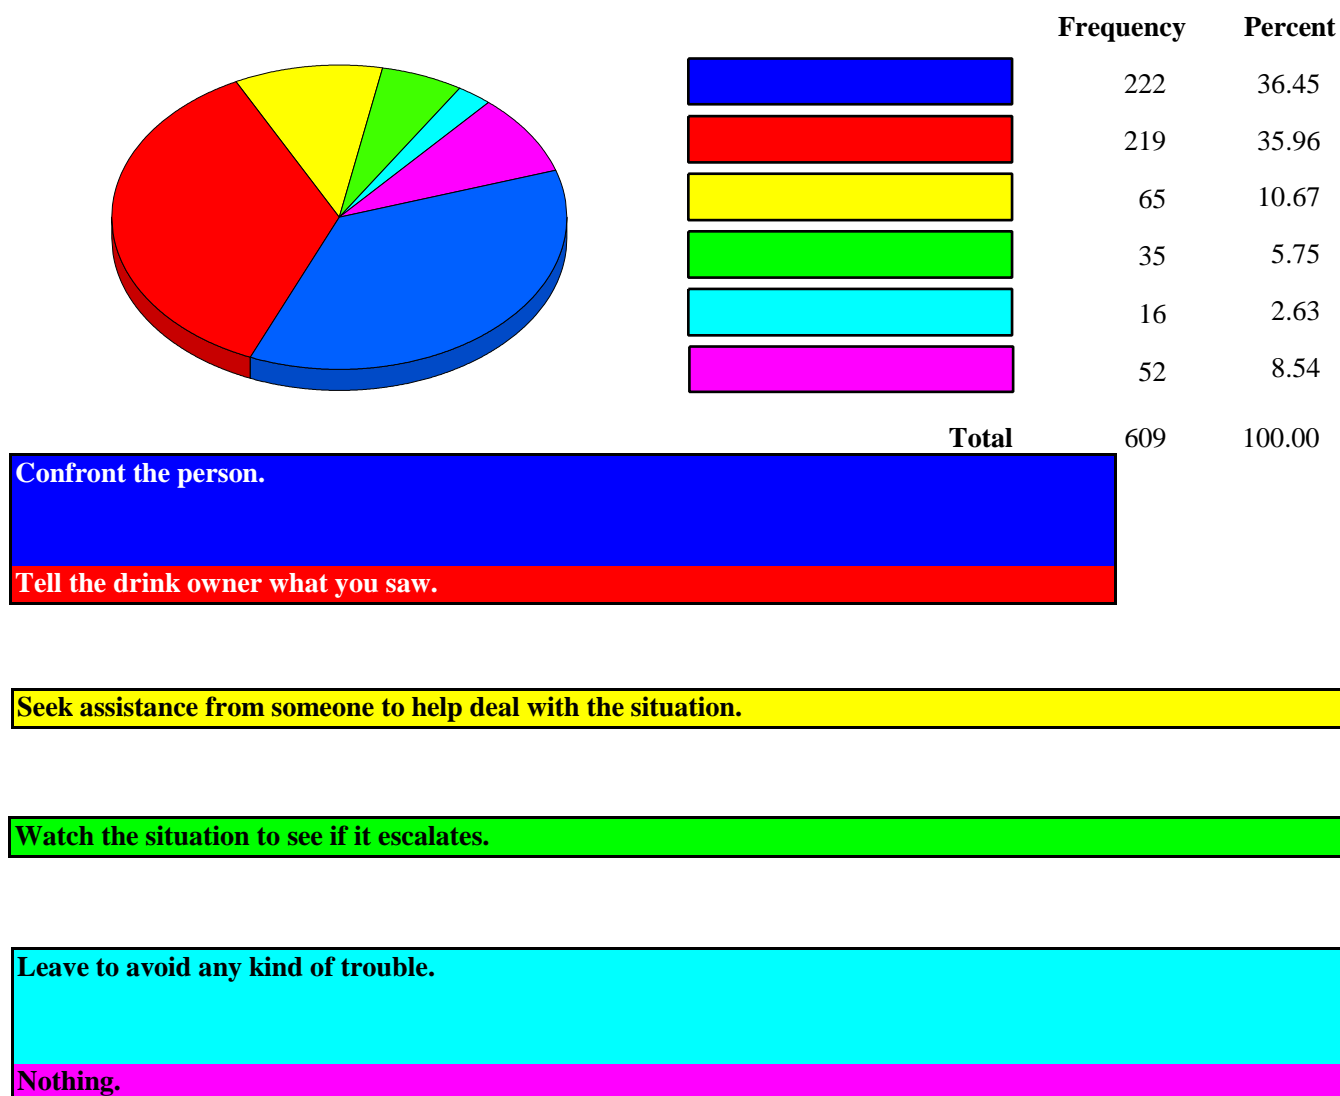 Frequency Percent
222 36.45
219 35.96
65 10.67
35 5.75
16 2.63
52 8.54
Total 609 100.00
Confront the person.
Tell the drink owner what you saw.
Seek assistance from someone to help deal with the situation.
Watch the situation to see if it escalates.
Leave to avoid any kind of trouble.
Nothing.